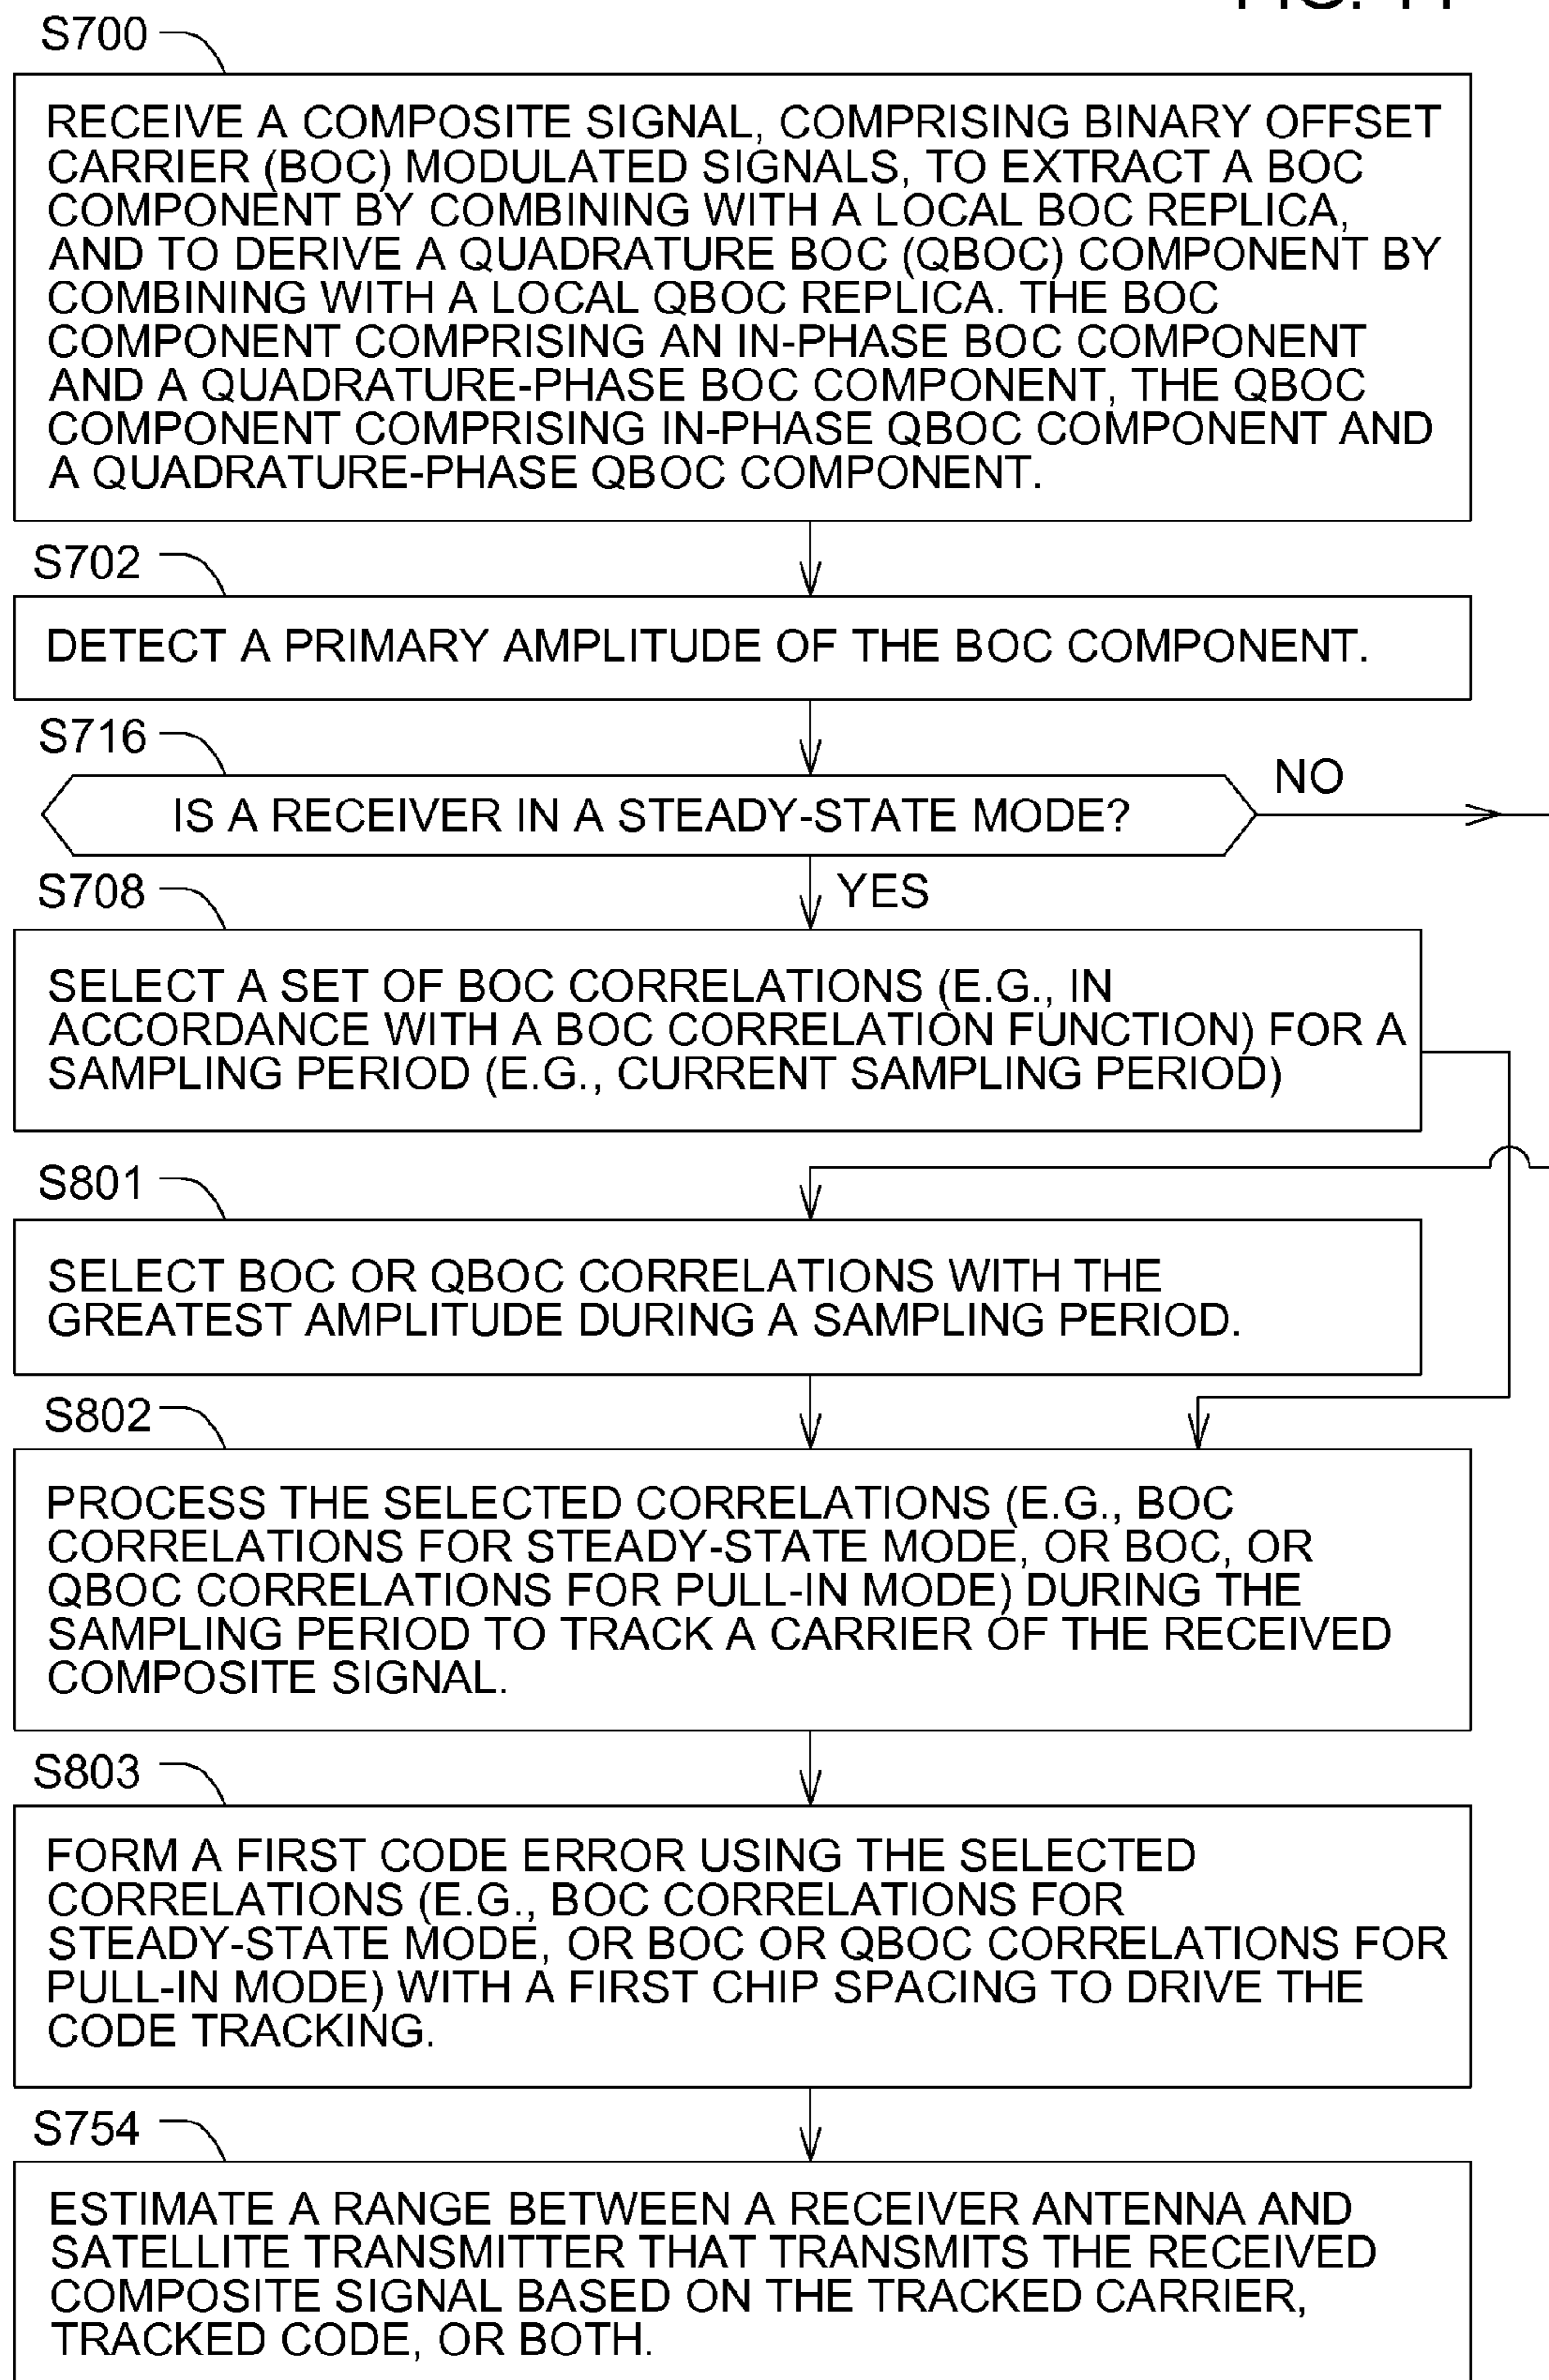 S700
RECEIVE A COMPOSITE SIGNAL, COMPRISING BINARY OFFSET
CARRIER (BOC) MODULATED SIGNALS, TO EXTRACT A BOC
COMPONENT BY COMBINING WITH A LOCAL BOC REPLICA,
AND TO DERIVE A QUADRATURE BOC (QBOC) COMPONENT BY
COMBINING WITH A LOCAL QBOC REPLICA. THE BOC
COMPONENT COMPRISING AN IN-PHASE BOC COMPONENT
AND A QUADRATURE-PHASE BOC COMPONENT, THE QBOC
COMPONENT COMPRISING IN-PHASE QBOC COMPONENT AND
A QUADRATURE-PHASE QBOC COMPONENT.
S702
DETECT A PRIMARY AMPLITUDE OF THE BOC COMPONENT.
S716
IS A RECEIVER IN A STEADY-STATE MODE?
NO
YES
S708
SELECT A SET OF BOC CORRELATIONS (E.G., IN
ACCORDANCE WITH A BOC CORRELATION FUNCTION) FOR A
SAMPLING PERIOD (E.G., CURRENT SAMPLING PERIOD)
S801
SELECT BOC OR QBOC CORRELATIONS WITH THE
GREATEST AMPLITUDE DURING A SAMPLING PERIOD.
S802
PROCESS THE SELECTED CORRELATIONS (E.G., BOC
CORRELATIONS FOR STEADY-STATE MODE, OR BOC, OR
QBOC CORRELATIONS FOR PULL-IN MODE) DURING THE
SAMPLING PERIOD TO TRACK A CARRIER OF THE RECEIVED
COMPOSITE SIGNAL.
S803
FORM A FIRST CODE ERROR USING THE SELECTED
CORRELATIONS (E.G., BOC CORRELATIONS FOR
STEADY-STATE MODE, OR BOC OR QBOC CORRELATIONS FOR
PULL-IN MODE) WITH A FIRST CHIP SPACING TO DRIVE THE
CODE TRACKING.
S754
ESTIMATE A RANGE BETWEEN A RECEIVER ANTENNA AND
SATELLITE TRANSMITTER THAT TRANSMITS THE RECEIVED
COMPOSITE SIGNAL BASED ON THE TRACKED CARRIER,
TRACKED CODE, OR BOTH.